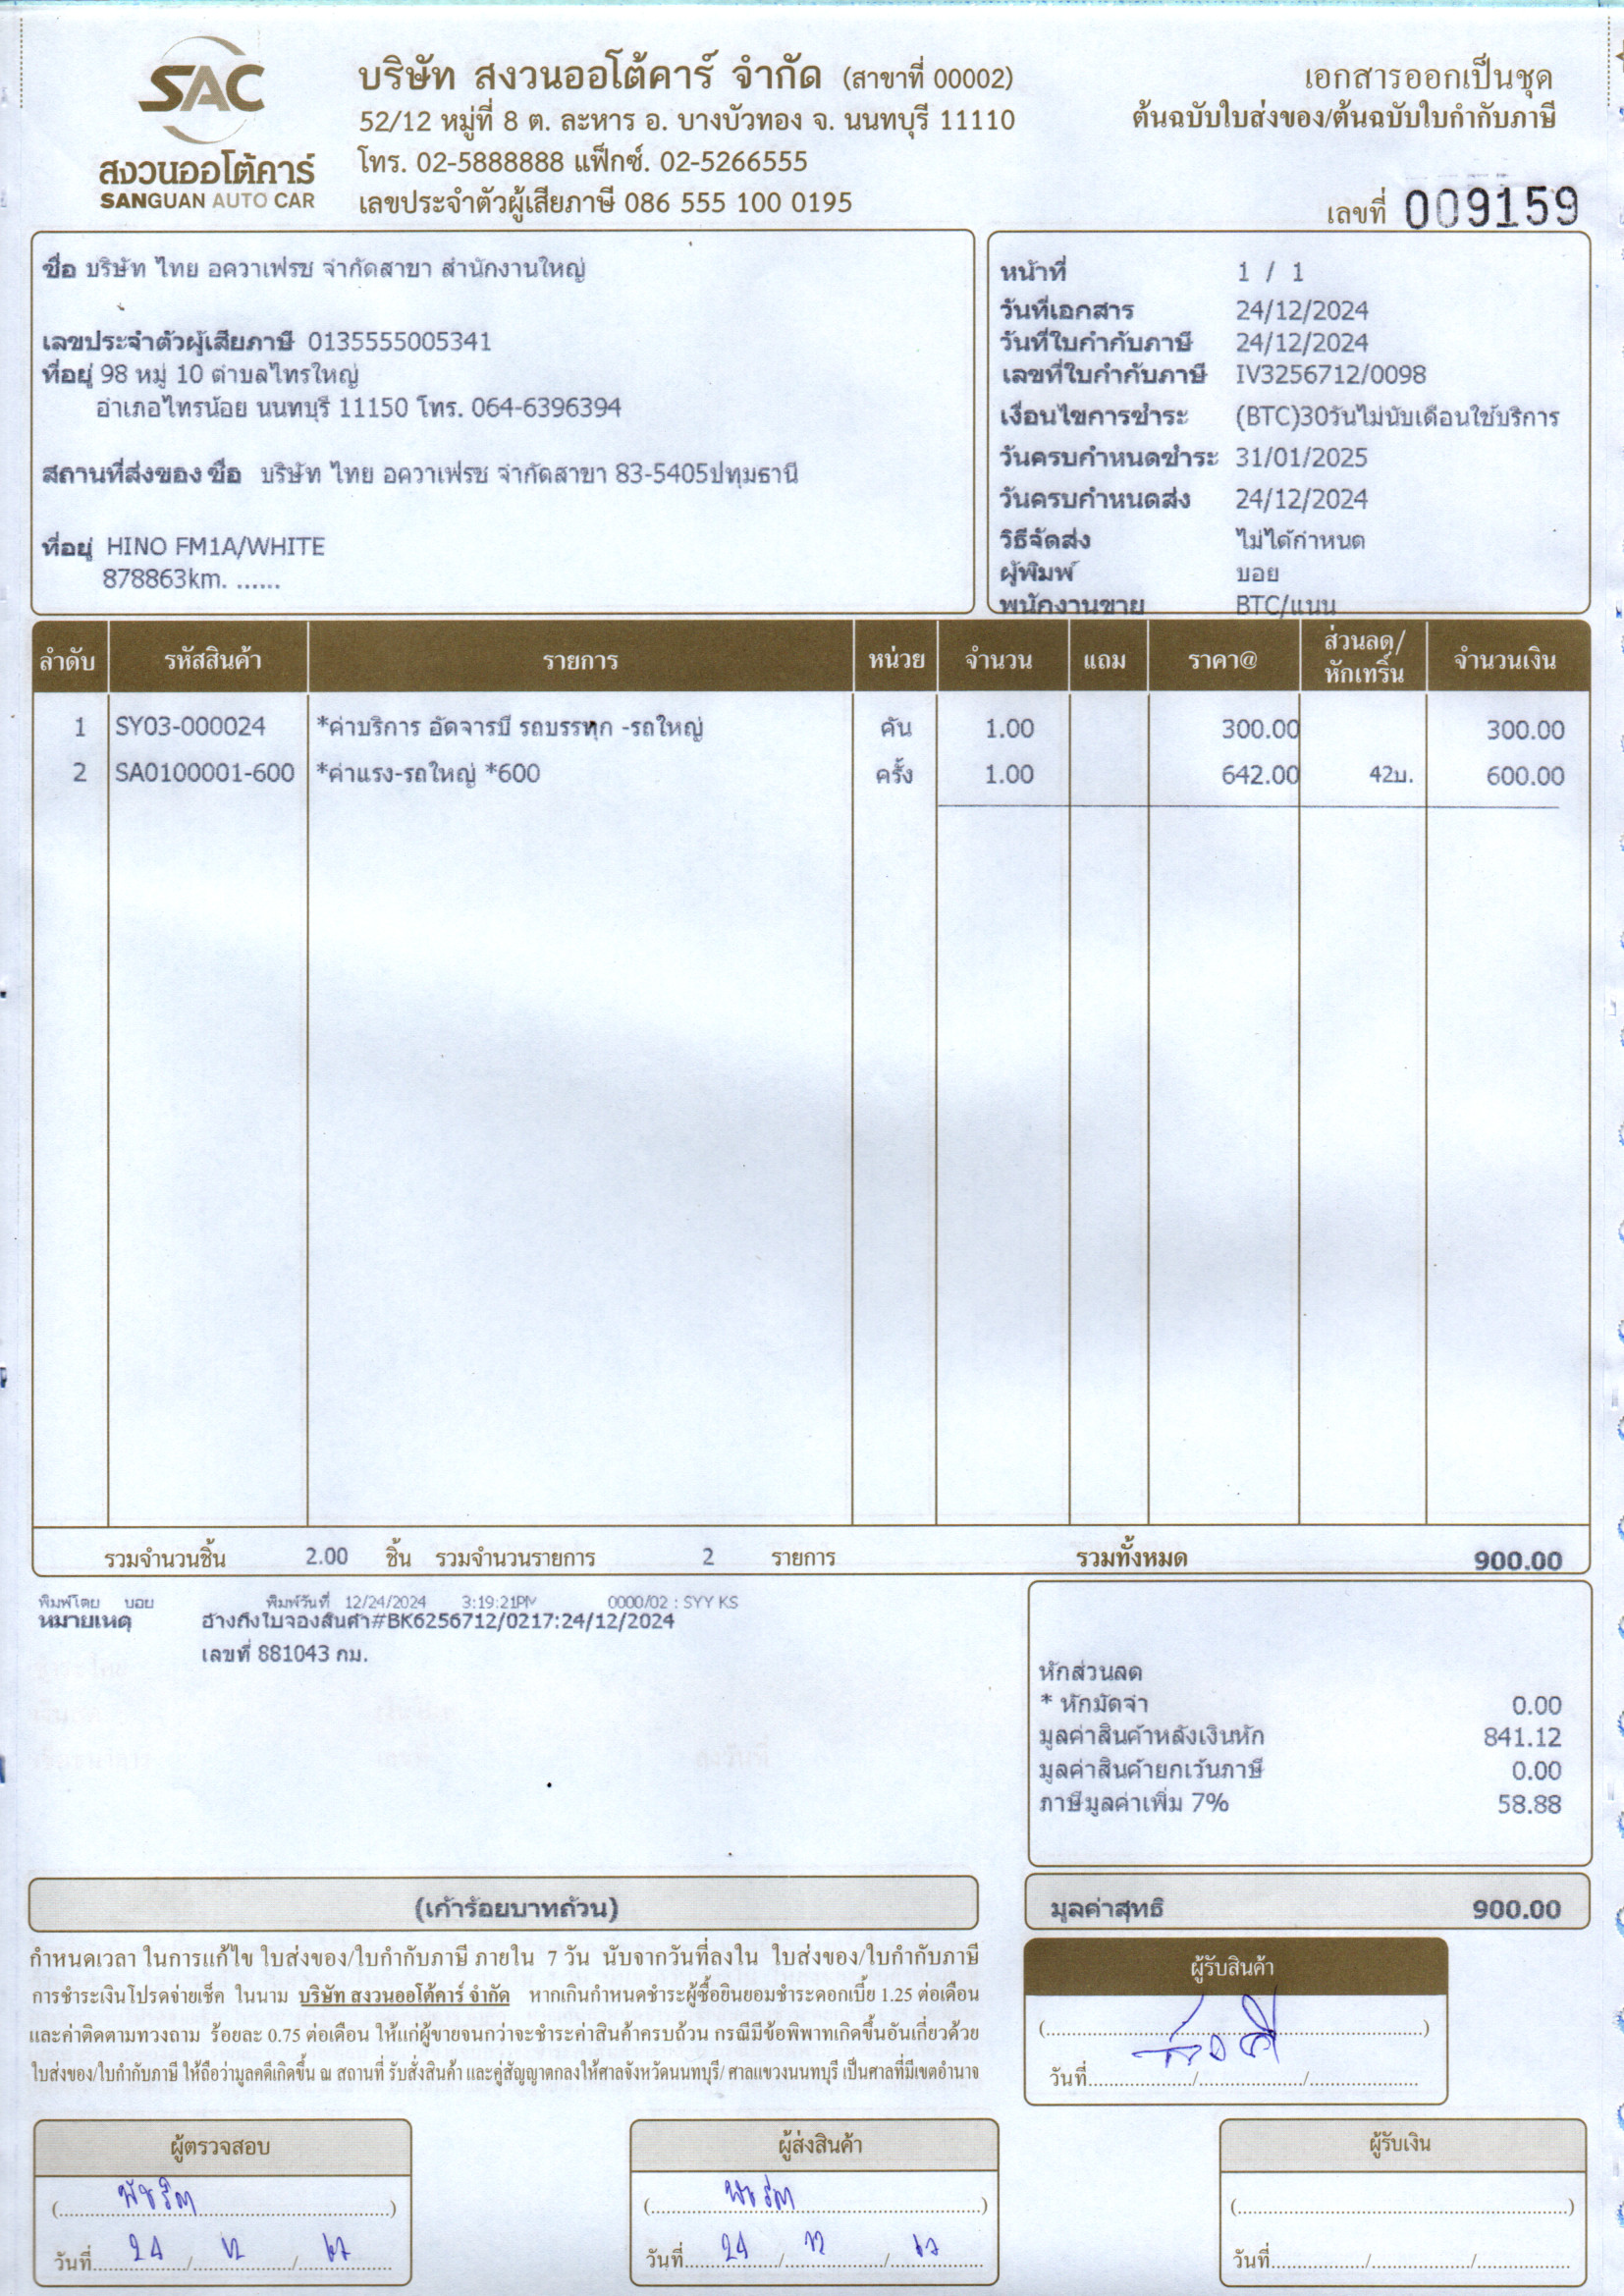 SAC
สงวนออโต้คาร์
SANGUAN AUTO CAR
บริษัท สงวนออโต้คาร์ จำกัด (สาขาที่ 00002)
52/12 หมู่ที่ 8 ต. ละหาร อ. บางบัวทอง จ. นนทบุรี 11110
โทร. 02-5888888 แฟ็กซ์. 02-5266555
เลขประจำตัวผู้เสียภาษี 086 555 100 0195
เอกสารออกเป็นชุด
ต้นฉบับใบส่งของ/ต้นฉบับใบกำกับภาษี
เลขที่ 009159
ชื่อ บริษัท ไทย อควาเฟรช จำกัดสาขา สำนักงานใหญ่
เลขประจำตัวผู้เสียภาษี 0135555005341
ที่อยู่ 98 หมู่ 10 ตำบลไทรใหญ่
อำเภอไทรน้อย นนทบุรี 11150 โทร. 064-6396394
สถานที่ส่งของ ชื่อ บริษัท ไทย อควาเฟรช จำกัดสาขา 83-5405ปทุมธานี
ที่อยู่ HINO FM1A/WHITE
878863km. ......
หน้าที่ 1 / 1
วันที่เอกสาร 24/12/2024
วันที่ใบกำกับภาษี 24/12/2024
เลขที่ใบกำกับภาษี IV3256712/0098
เงื่อนไขการชำระ (BTC)30วันไม่นับเดือนใช้บริการ
วันครบกำหนดชำระ 31/01/2025
วันครบกำหนดส่ง 24/12/2024
วิธีจัดส่ง ไม่ได้กำหนด
ผู้พิมพ์ บอย
พนักงานขาย BTC/แนน
ลำดับ รหัสสินค้า รายการ หน่วย จำนวน แถม ราคา@ ส่วนลด/หักเทริ์น จำนวนเงิน
1 SY03-000024 *ค่าบริการ อัดจารบี รถบรรทุก -รถใหญ่ คัน 1.00 300.00 300.00
2 SA0100001-600 *ค่าแรง-รถใหญ่ *600 ครั้ง 1.00 642.00 42บ. 600.00
รวมจำนวนชิ้น 2.00 ชิ้น รวมจำนวนรายการ 2 รายการ รวมทั้งหมด 900.00
พิมพ์โดย บอย พิมพ์วันที่ 12/24/2024 3:19:21PM 0000/02 : SYY KS
หมายเหตุ อ้างถึงใบจองสินค้า#BK6256712/0217:24/12/2024
เลขที่ 881043 กม.
หักส่วนลด
* หักมัดจำ 0.00
มูลค่าสินค้าหลังเงินหัก 841.12
มูลค่าสินค้ายกเว้นภาษี 0.00
ภาษีมูลค่าเพิ่ม 7% 58.88
(เก้าร้อยบาทถ้วน)
มูลค่าสุทธิ 900.00
กำหนดเวลา ในการแก้ไข ใบส่งของ/ใบกำกับภาษี ภายใน 7 วัน นับจากวันที่ลงใน ใบส่งของ/ใบกำกับภาษี
การชำระเงินโปรดจ่ายเช็ค ในนาม บริษัท สงวนออโต้คาร์ จำกัด หากเกินกำหนดชำระผู้ซื้อยินยอมชำระดอกเบี้ย 1.25 ต่อเดือน
และค่าติดตามทวงถาม ร้อยละ 0.75 ต่อเดือน ให้แก่ผู้ขายจนกว่าจะชำระค่าสินค้าครบถ้วน กรณีมีข้อพิพาทเกิดขึ้นอันเกี่ยวด้วย
ใบส่งของ/ใบกำกับภาษี ให้ถือว่ามูลคดีเกิดขึ้น ณ สถานที่ รับสั่งสินค้า และคู่สัญญาตกลงให้ศาลจังหวัดนนทบุรี/ ศาลแขวงนนทบุรี เป็นศาลที่มีเขตอำนาจ
ผู้รับสินค้า
วันที่......../......../........
ผู้ตรวจสอบ
(พัชริดา)
วันที่ 24 / 12 / 67
ผู้ส่งสินค้า
(พัชริดา)
วันที่ 24 / 12 / 67
ผู้รับเงิน
(................)
วันที่......../......../........